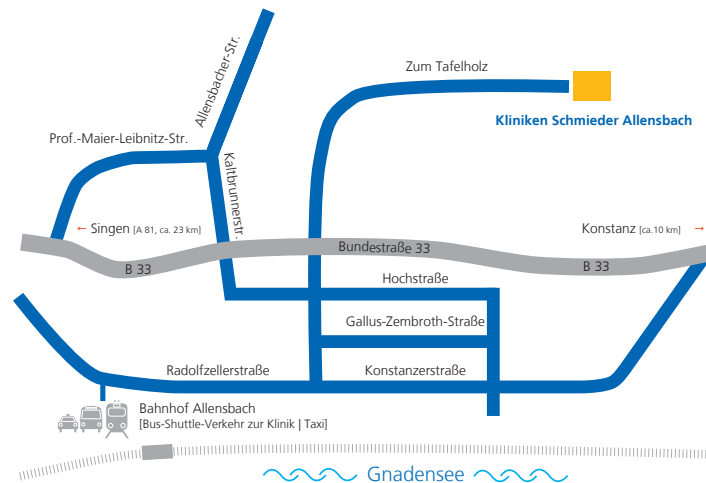 Allensbacher-Str.
Zum Tafelholz
Kliniken Schmieder Allensbach
Prof.-Maier-Leibnitz-Str.
Kaltbrunnerstr.
← Singen [A 81, ca. 23 km]
Konstanz [ca.10 km] →
Bundestraße 33
B 33
B 33
Hochstraße
Gallus-Zembroth-Straße
Radolfzellerstraße
Konstanzerstraße
Bahnhof Allensbach
[Bus-Shuttle-Verkehr zur Klinik | Taxi]
Gnadensee